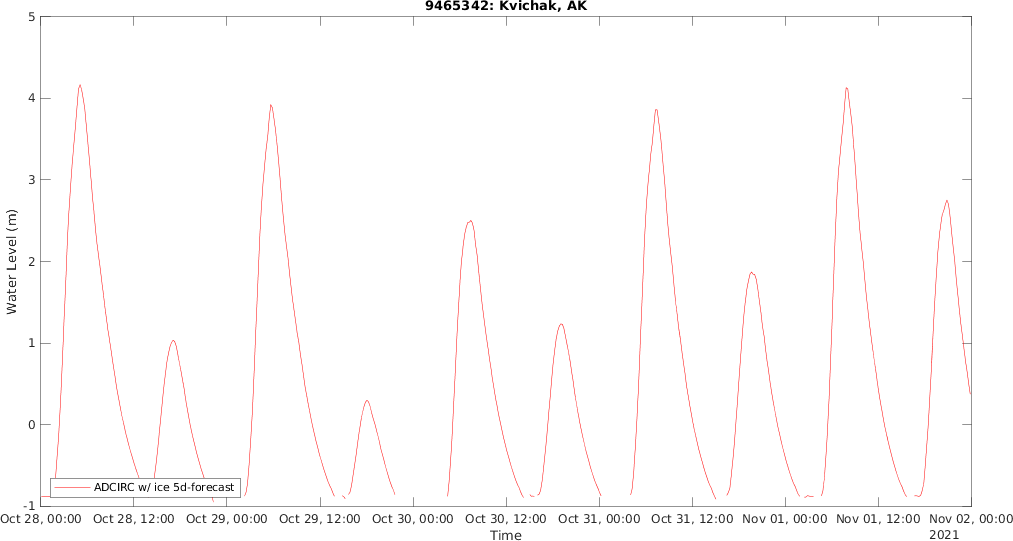 9465342: Kvichak, AK
5
4
3
2
1
0
-1
Water Level (m)
ADCIRC w/ ice 5d-forecast
Oct 28, 00:00 Oct 28, 12:00 Oct 29, 00:00 Oct 29, 12:00 Oct 30, 00:00 Oct 30, 12:00 Oct 31, 00:00 Oct 31, 12:00 Nov 01, 00:00 Nov 01, 12:00 Nov 02, 00:00
Time
2021